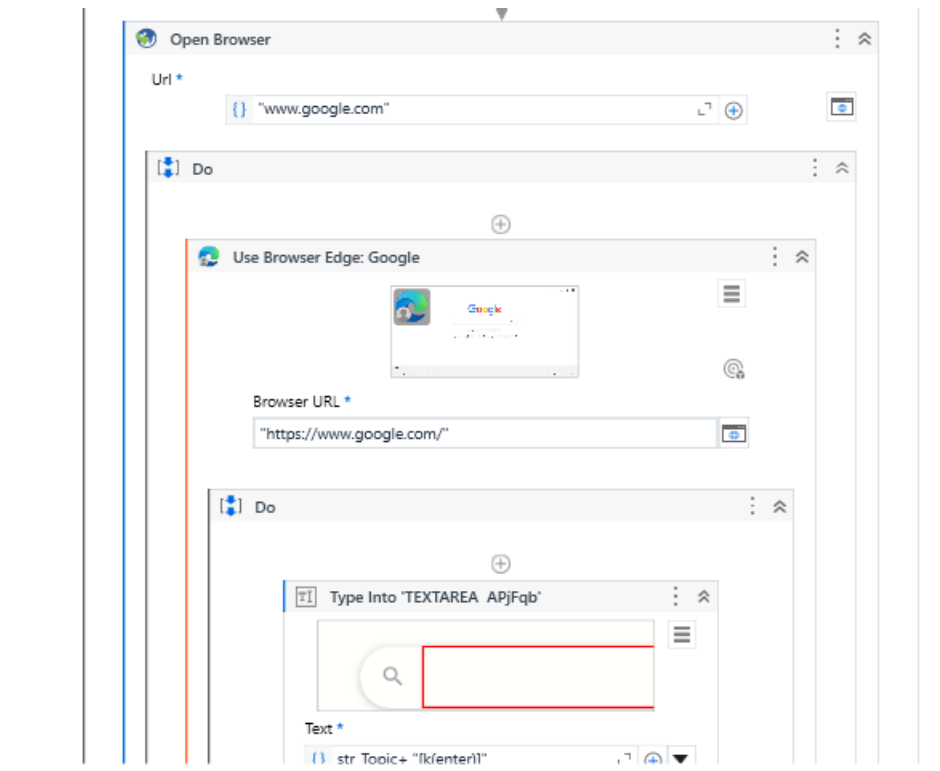 Open Browser
Url *
{} "www.google.com"
Do
Use Browser Edge: Google
Google
Browser URL *
"https://www.google.com/"
Do
TI Type Into 'TEXTAREA APjFqb'
Text *
{} str_Topic+ "[k(enter)]"